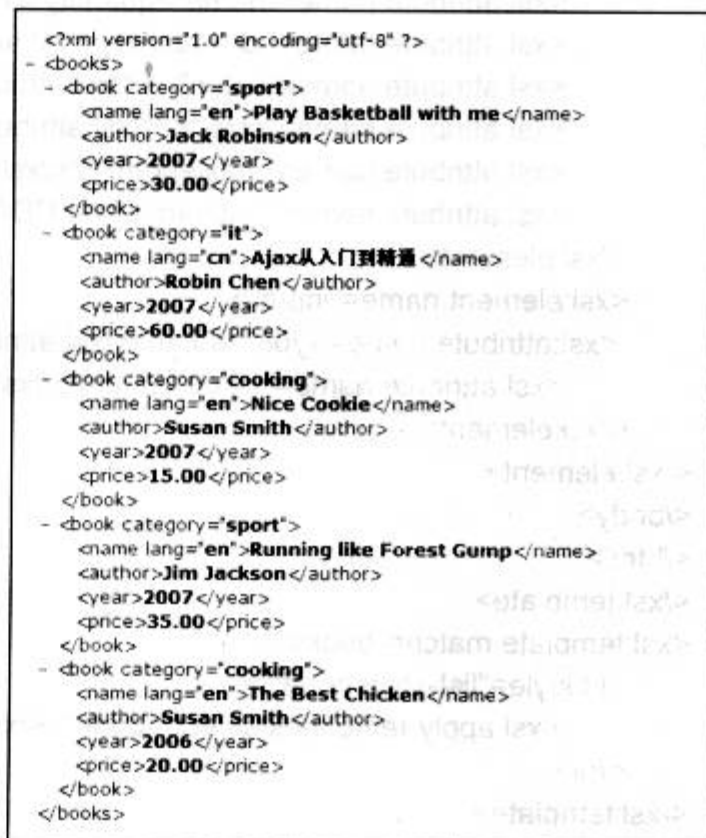 <?xml version="1.0" encoding="utf-8" ?>
- <books>
- <book category="sport">
<name lang="en">Play Basketball with me</name>
<author>Jack Robinson</author>
<year>2007</year>
<price>30.00</price>
</book>
- <book category="it">
<name lang="cn">Ajax从入门到精通</name>
<author>Robin Chen</author>
<year>2007</year>
<price>60.00</price>
</book>
- <book category="cooking">
<name lang="en">Nice Cookie</name>
<author>Susan Smith</author>
<year>2007</year>
<price>15.00</price>
</book>
- <book category="sport">
<name lang="en">Running like Forest Gump</name>
<author>Jim Jackson</author>
<year>2007</year>
<price>35.00</price>
</book>
- <book category="cooking">
<name lang="en">The Best Chicken</name>
<author>Susan Smith</author>
<year>2006</year>
<price>20.00</price>
</book>
</books>